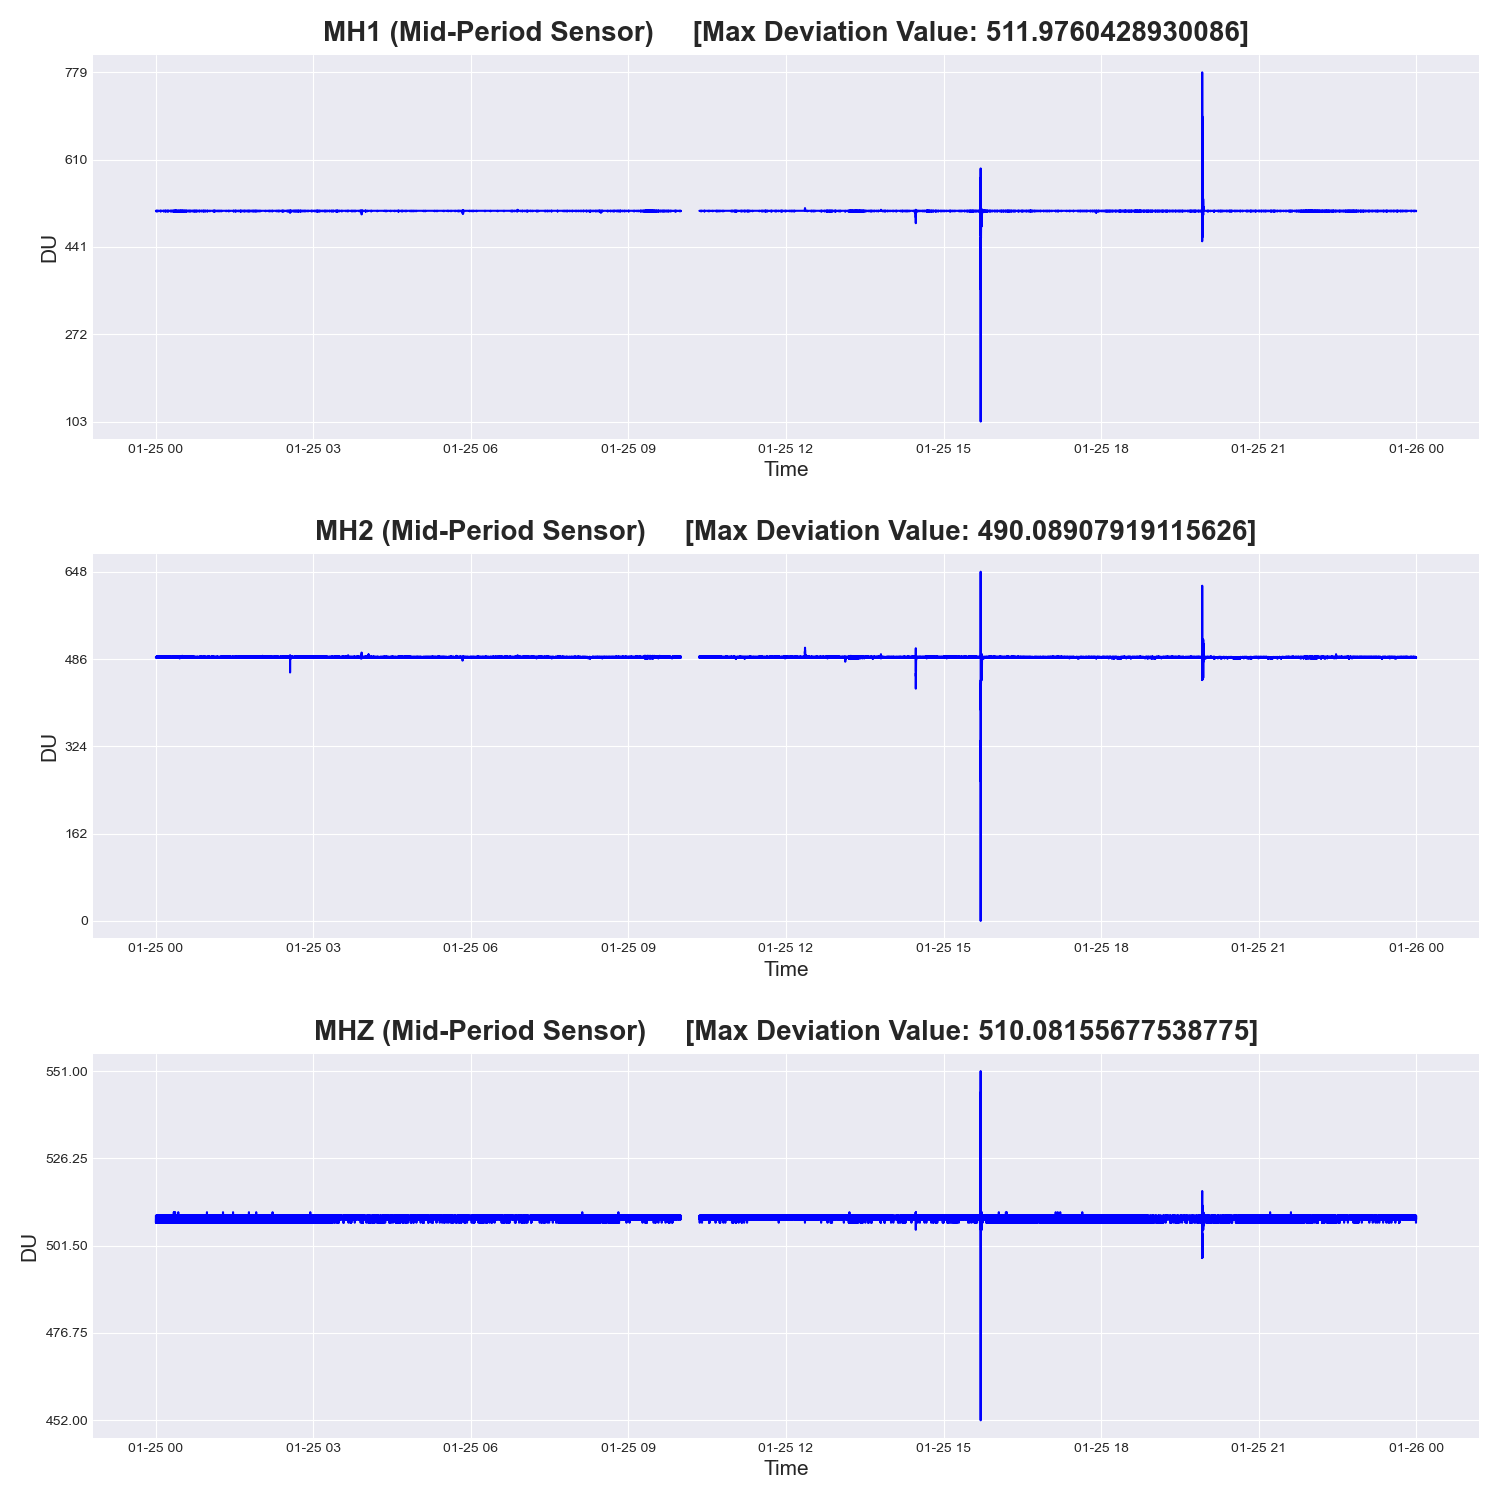 MH1 (Mid-Period Sensor) [Max Deviation Value: 511.9760428930086]
779
610
441
272
103
DU
01-25 00 01-25 03 01-25 06 01-25 09 01-25 12 01-25 15 01-25 18 01-25 21 01-26 00
Time
MH2 (Mid-Period Sensor) [Max Deviation Value: 490.08907919115626]
648
486
324
162
0
DU
01-25 00 01-25 03 01-25 06 01-25 09 01-25 12 01-25 15 01-25 18 01-25 21 01-26 00
Time
MHZ (Mid-Period Sensor) [Max Deviation Value: 510.08155677538775]
551.00
526.25
501.50
476.75
452.00
DU
01-25 00 01-25 03 01-25 06 01-25 09 01-25 12 01-25 15 01-25 18 01-25 21 01-26 00
Time